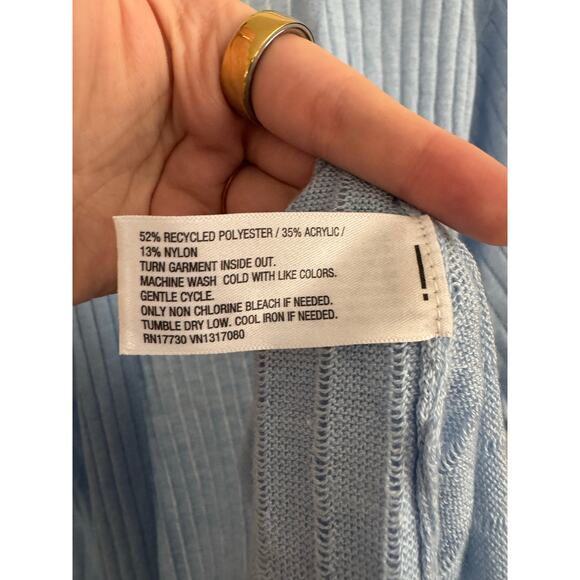 52% RECYCLED POLYESTER / 35% ACRYLIC /
13% NYLON
TURN GARMENT INSIDE OUT.
MACHINE WASH COLD WITH LIKE COLORS.
GENTLE CYCLE.
ONLY NON CHLORINE BLEACH IF NEEDED.
TUMBLE DRY LOW. COOL IRON IF NEEDED.
RN17730 VN1317080